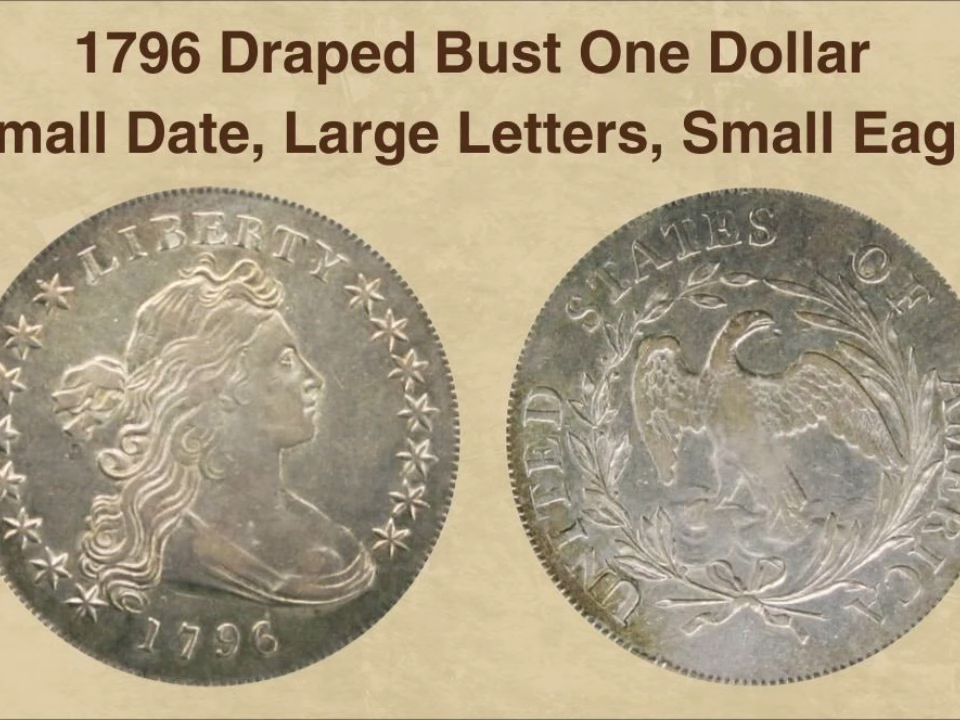 1796 Draped Bust One Dollar
mall Date, Large Letters, Small Eag
LIBERTY
1796
UNITED STATES OF AMERICA